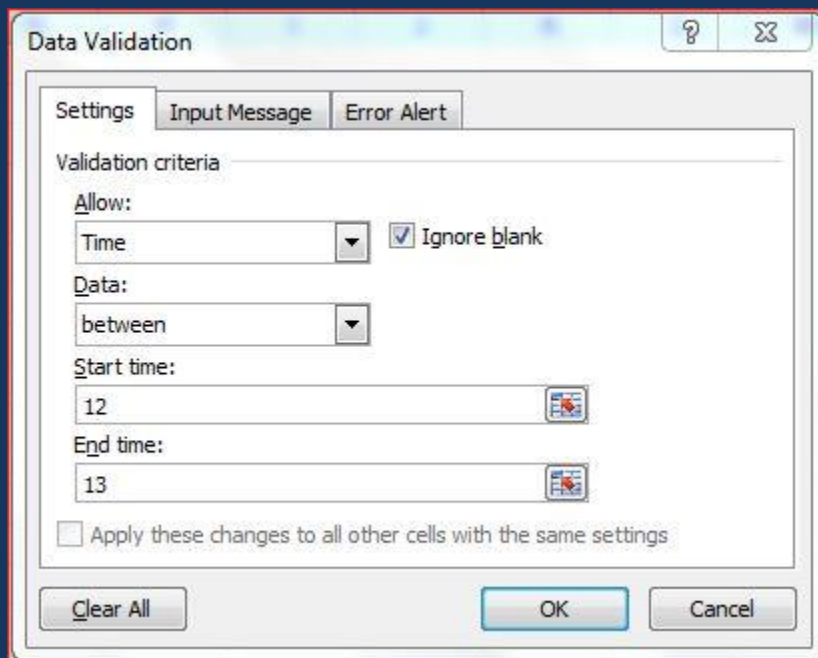 Data Validation
Settings
Input Message
Error Alert
Validation criteria
Allow:
Time
Ignore blank
Data:
between
Start time:
12
End time:
13
Apply these changes to all other cells with the same settings
Clear All
OK
Cancel